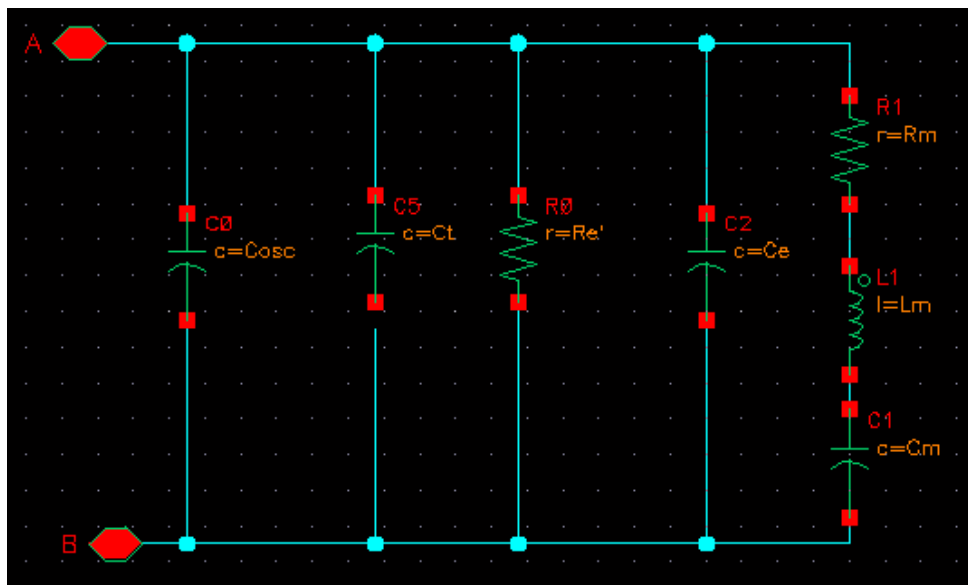 A
C0
c=Cosc
C5
c=Ct
R0
r=Re'
C2
c=Ce
R1
r=Rm
L1
l=Lm
C1
c=Cm
B